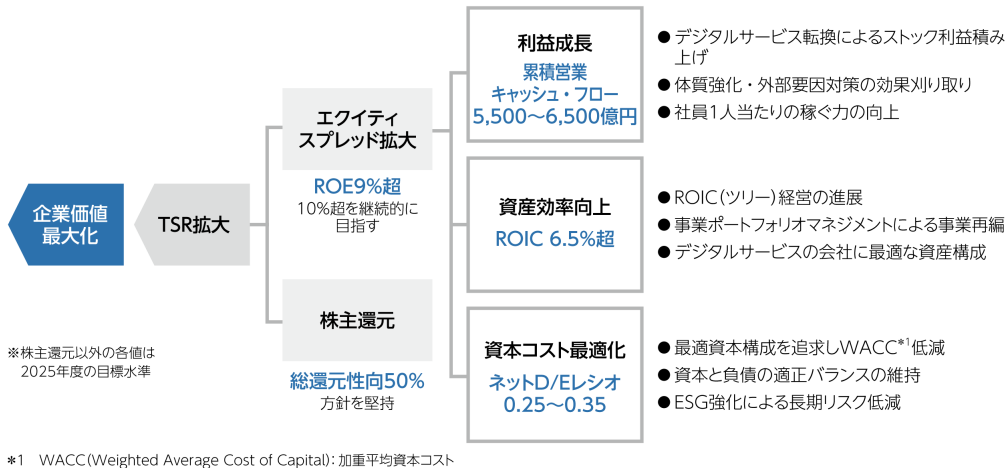 企業価値
最大化
TSR拡大
エクイティ
スプレッド拡大
ROE9%超
10%超を継続的に
目指す
株主還元
総還元性向50%
方針を堅持
利益成長
累積営業
キャッシュ・フロー
5,500〜6,500億円
● デジタルサービス転換によるストック利益積み
上げ
● 体質強化・外部要因対策の効果刈り取り
● 社員1人当たりの稼ぐ力の向上
資産効率向上
ROIC 6.5%超
● ROIC(ツリー)経営の進展
● 事業ポートフォリオマネジメントによる事業再編
● デジタルサービスの会社に最適な資産構成
資本コスト最適化
ネットD/Eレシオ
0.25〜0.35
● 最適資本構成を追求しWACC*1低減
● 資本と負債の適正バランスの維持
● ESG強化による長期リスク低減
※株主還元以外の各値は
2025年度の目標水準
*1 WACC(Weighted Average Cost of Capital):加重平均資本コスト